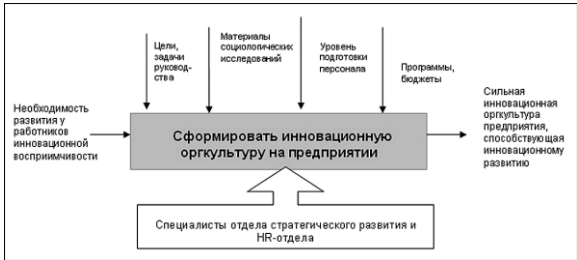 Цели,
задачи
руковод-
ства
Материалы
социологических
исследований
Уровень
подготовки
персонала
Программы,
бюджеты
Необходимость
развития у
работников
инновационной
восприимчивости
Сформировать инновационную
оргкультуру на предприятии
Сильная
инновационная
оргкультура
предприятия,
способствующая
инновационному
развитию
Специалисты отдела стратегического развития и
HR-отдела